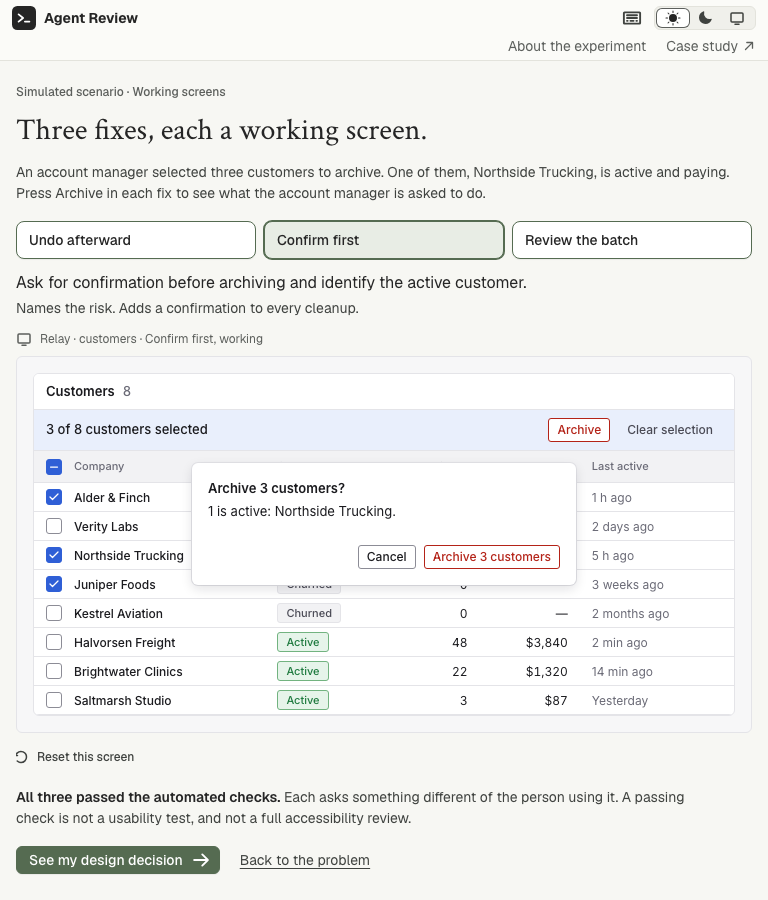 Agent Review
About the experiment Case study
Simulated scenario · Working screens
Three fixes, each a working screen.
An account manager selected three customers to archive. One of them, Northside Trucking, is active and paying.
Press Archive in each fix to see what the account manager is asked to do.
Undo afterward Confirm first Review the batch
Ask for confirmation before archiving and identify the active customer.
Names the risk. Adds a confirmation to every cleanup.
Relay · customers · Confirm first, working
Customers 8
3 of 8 customers selected Archive Clear selection
Company Last active
Archive 3 customers?
1 is active: Northside Trucking.
Cancel Archive 3 customers
Alder & Finch 1 h ago
Verity Labs 2 days ago
Northside Trucking 5 h ago
Juniper Foods Churned 0 3 weeks ago
Kestrel Aviation Churned 0 — 2 months ago
Halvorsen Freight Active 48 $3,840 2 min ago
Brightwater Clinics Active 22 $1,320 14 min ago
Saltmarsh Studio Active 3 $87 Yesterday
Reset this screen
All three passed the automated checks. Each asks something different of the person using it. A passing
check is not a usability test, and not a full accessibility review.
See my design decision Back to the problem